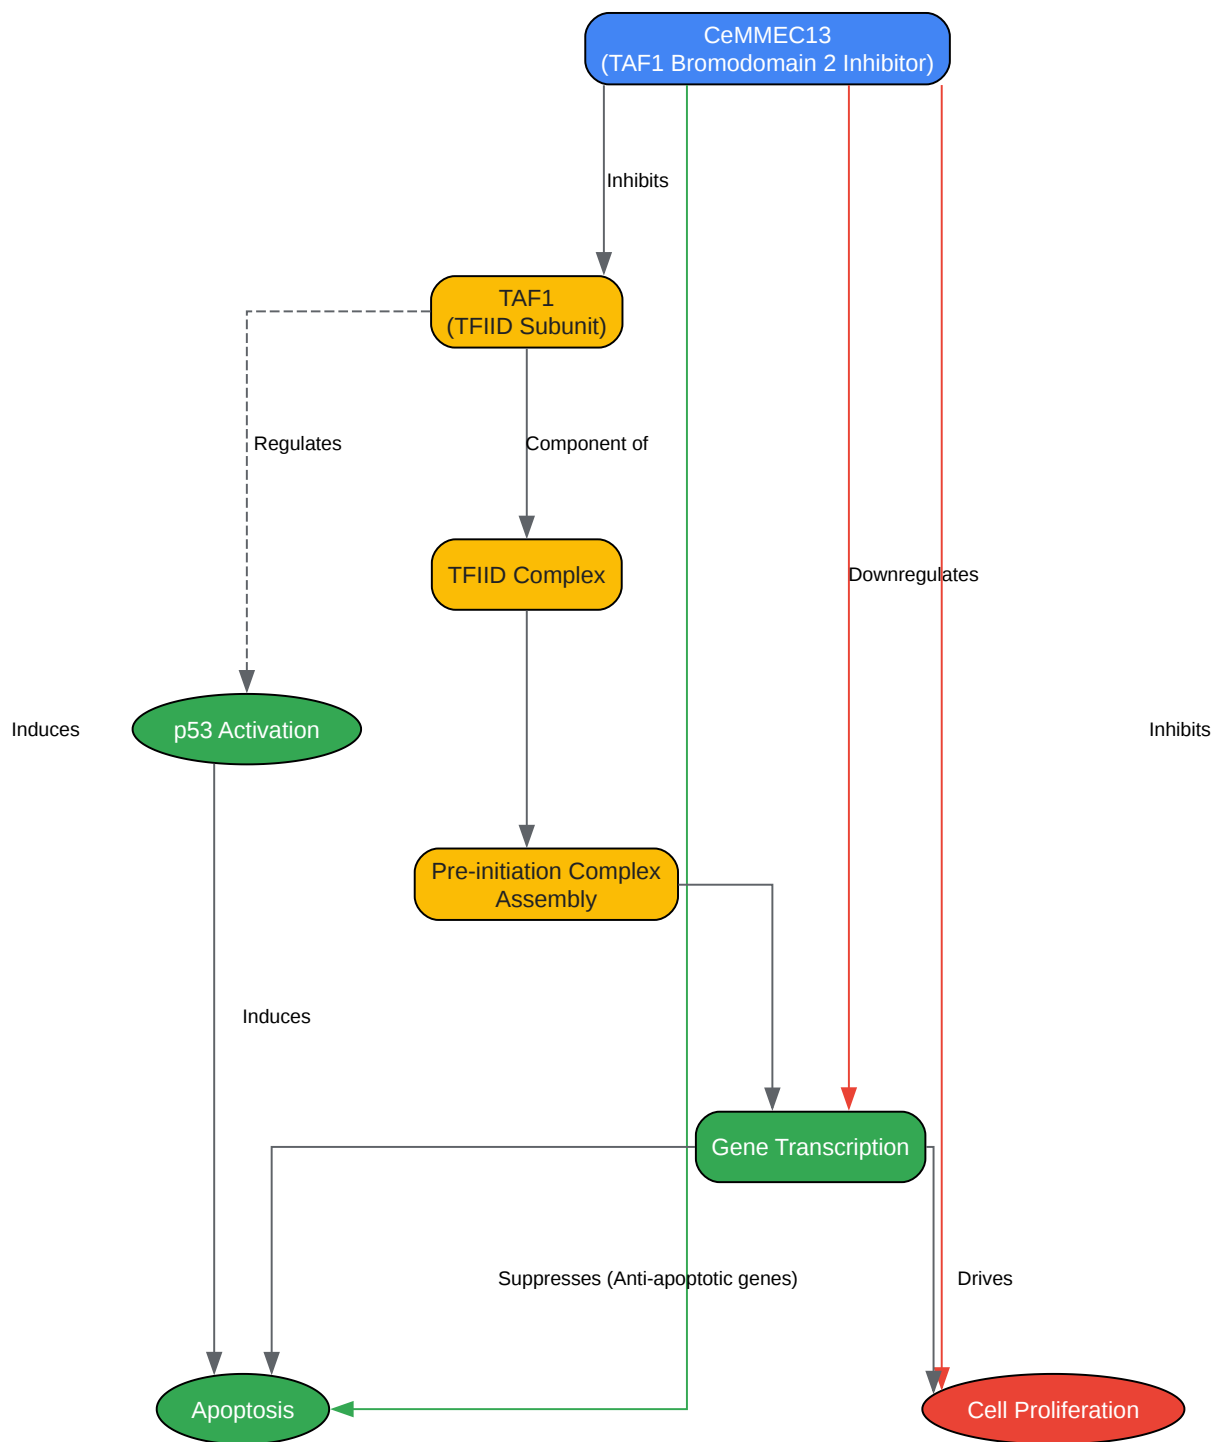 CeMMEC13
(TAF1 Bromodomain 2 Inhibitor)
Inhibits
TAF1
(TFIID Subunit)
Regulates
Component of
TFIID Complex
Downregulates
Induces
p53 Activation
Inhibits
Pre-initiation Complex
Assembly
Induces
Gene Transcription
Suppresses (Anti-apoptotic genes)
Drives
Apoptosis
Cell Proliferation